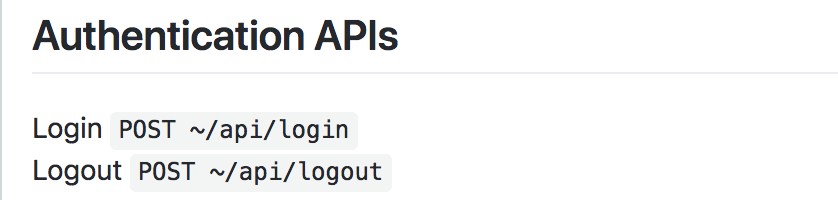 Authentication APIs
Login POST ~/api/login
Logout POST ~/api/logout